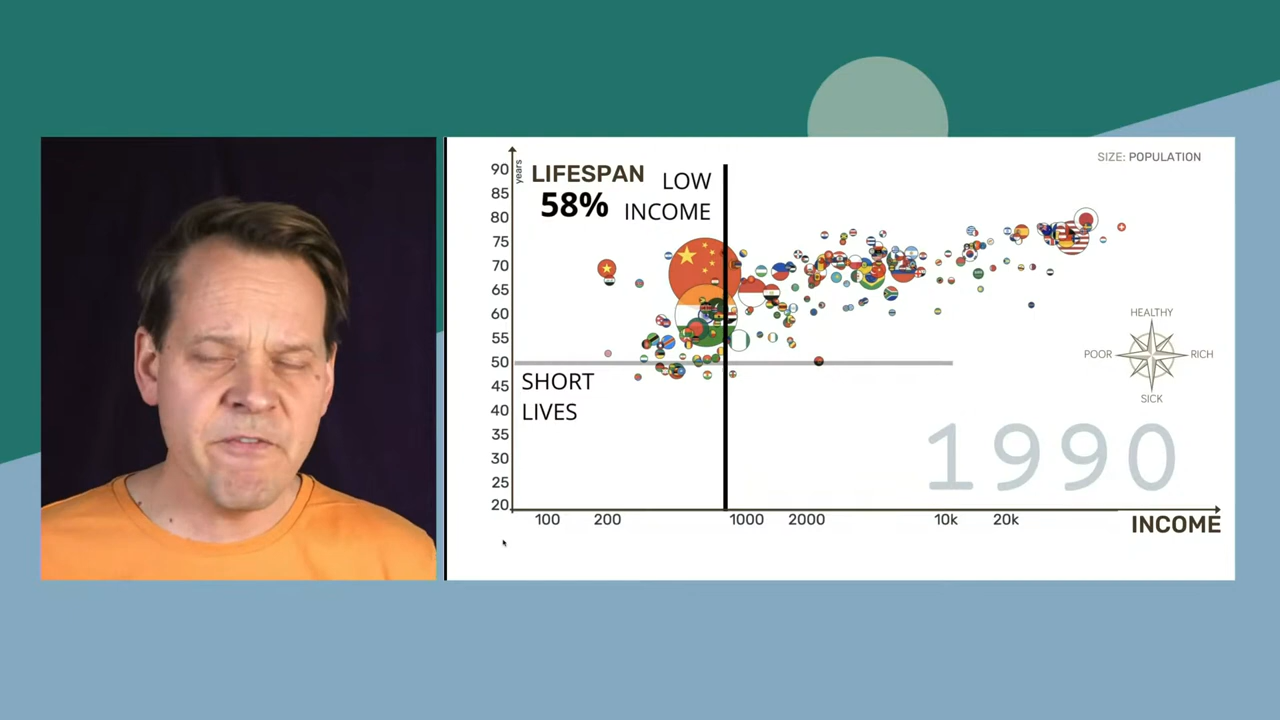 SIZE: POPULATION
LIFESPAN
58%
LOW
INCOME
years
90
85
80
75
70
65
60
55
50
45
40
35
30
25
20
SHORT
LIVES
HEALTHY
POOR
RICH
SICK
1990
100 200 1000 2000 10k 20k
INCOME